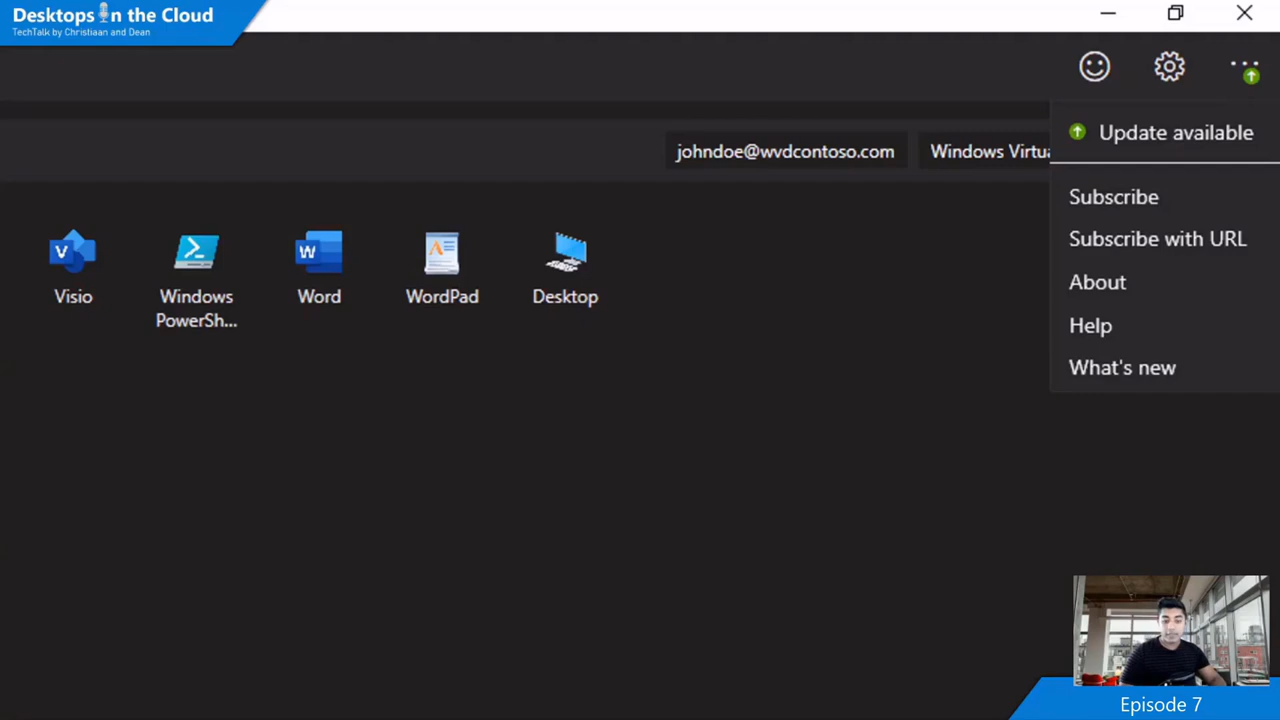 Desktops in the Cloud
TechTalk by Christiaan and Dean
Update available
johndoe@wvdcontoso.com
Windows Virtua
Subscribe
Subscribe with URL
About
Help
What's new
Visio
Windows
PowerSh...
Word
WordPad
Desktop
Episode 7